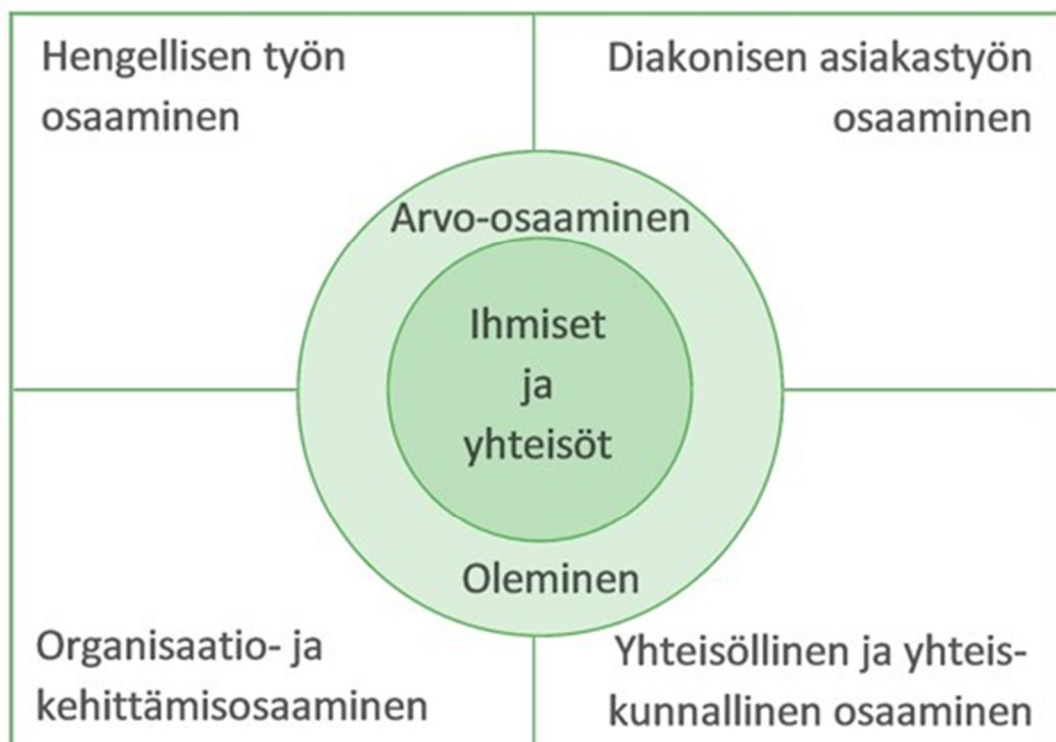 Hengellisen työn
osaaminen
Diakonisen asiakastyön
osaaminen
Arvo-osaaminen
Ihmiset
ja
yhteisöt
Oleminen
Organisaatio- ja
kehittämisosaaminen
Yhteisöllinen ja yhteis-
kunnallinen osaaminen